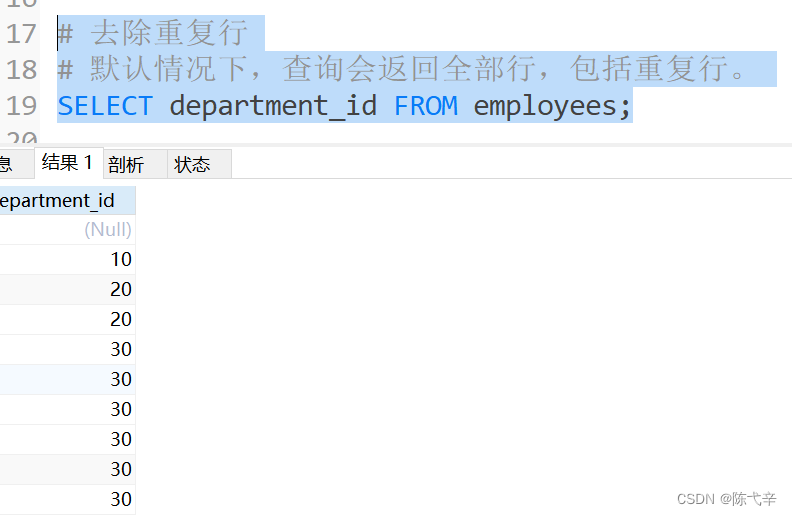 16
17 # 去除重复行
18 # 默认情况下，查询会返回全部行，包括重复行。
19 SELECT department_id FROM employees;
20
息 结果 1 剖析 状态
epartment_id
(Null)
10
20
20
30
30
30
30
30
30
CSDN @陈弋辛